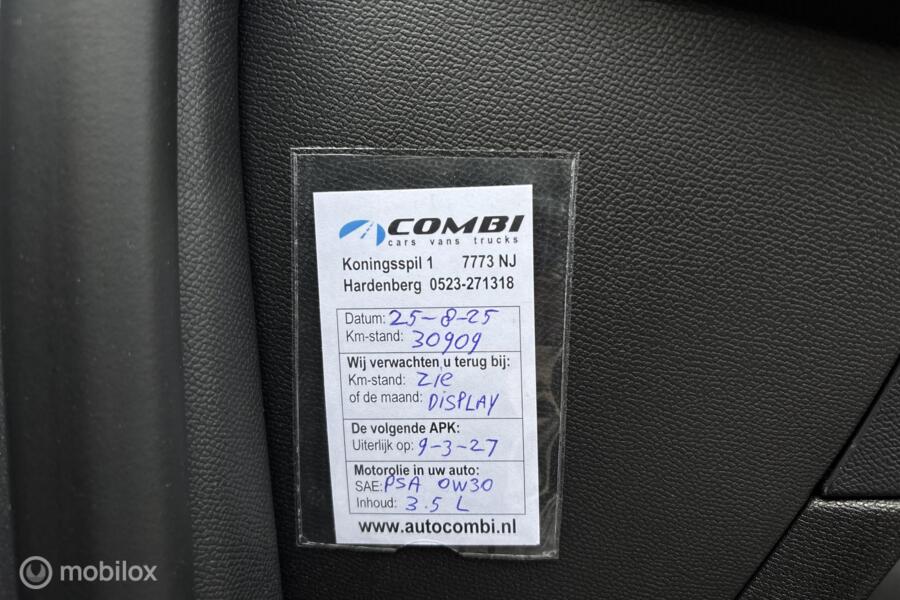 COMBI
cars vans trucks
Koningsspil 1 7773 NJ
Hardenberg 0523-271318
Datum: 25-8-25
Km-stand: 30909
Wij verwachten u terug bij:
Km-stand: zie
of de maand: DISPLAY
De volgende APK:
Uiterlijk op: 9-3-27
Motorolie in uw auto:
SAE: PSA 0W30
Inhoud: 3.5 L
www.autocombi.nl
mobilox